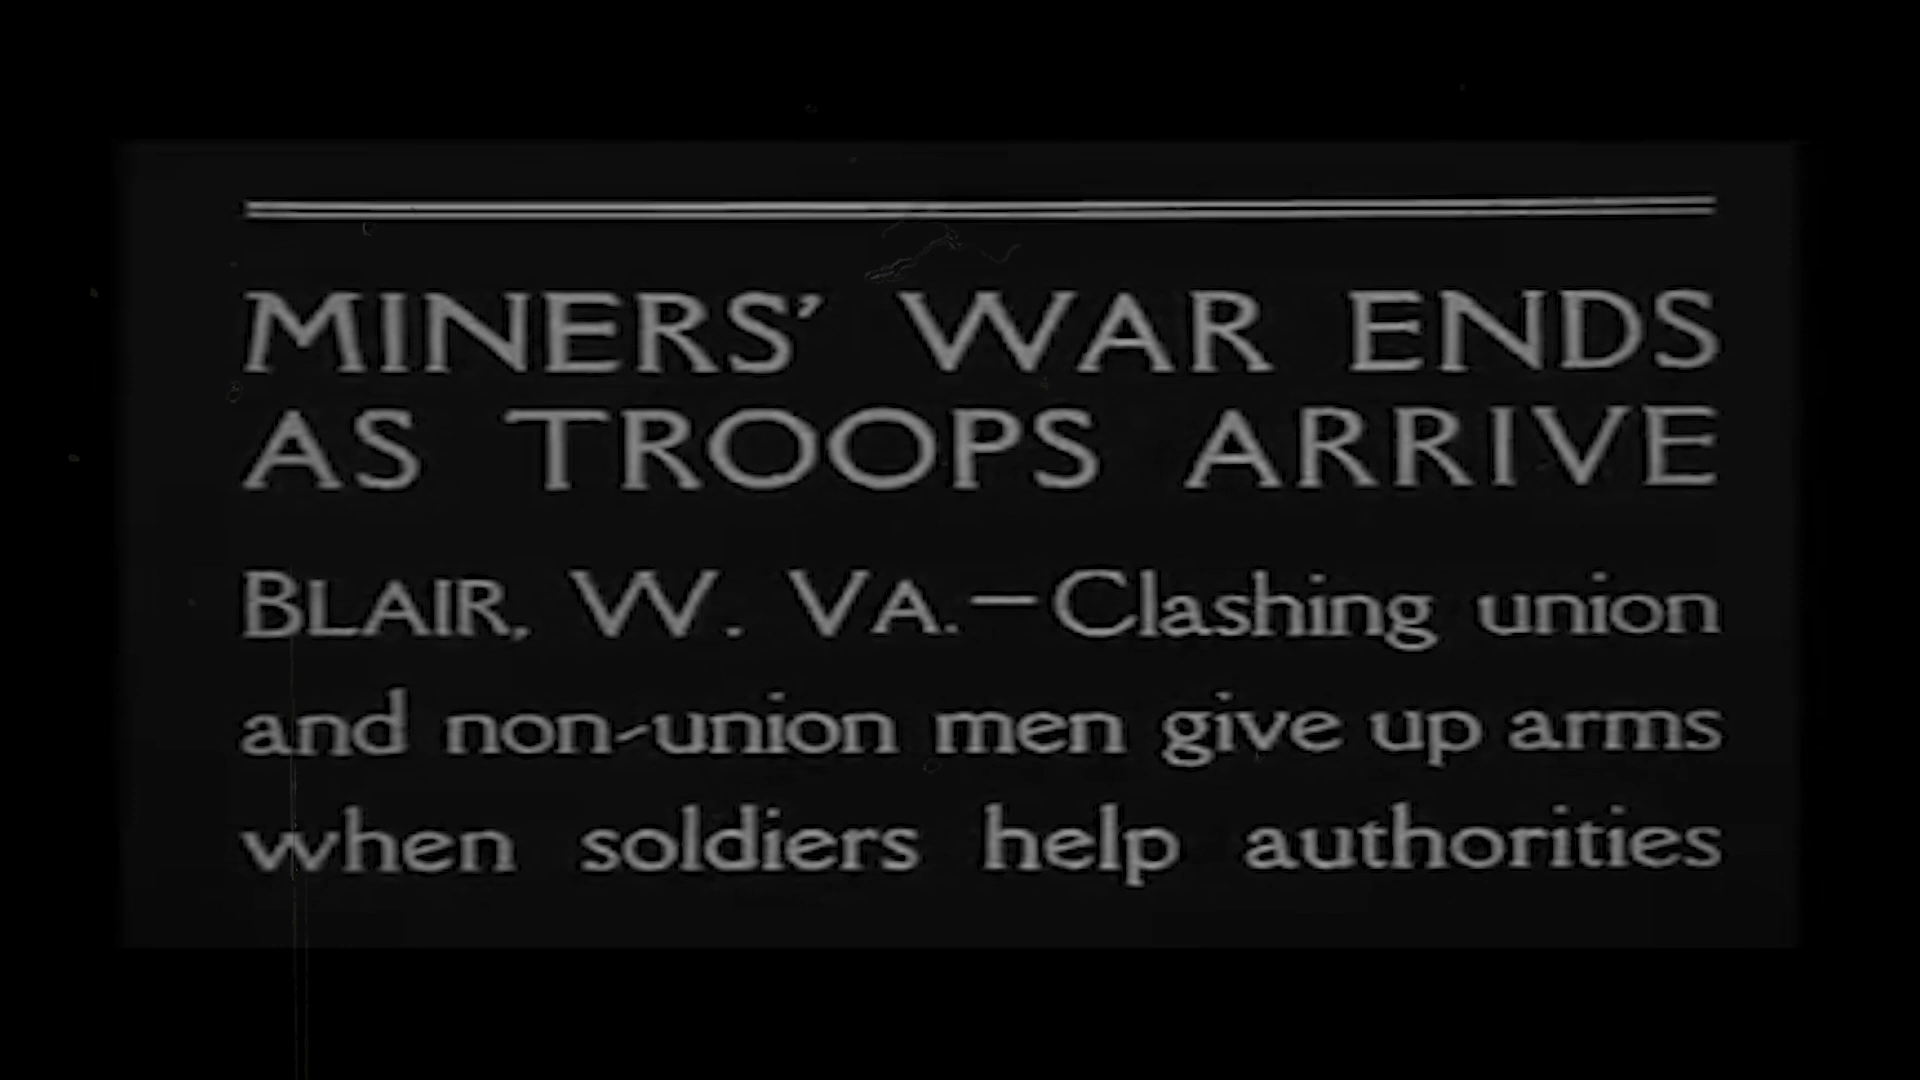 MINERS' WAR ENDS
AS TROOPS ARRIVE
BLAIR, W. VA.—Clashing union
and non-union men give up arms
when soldiers help authorities